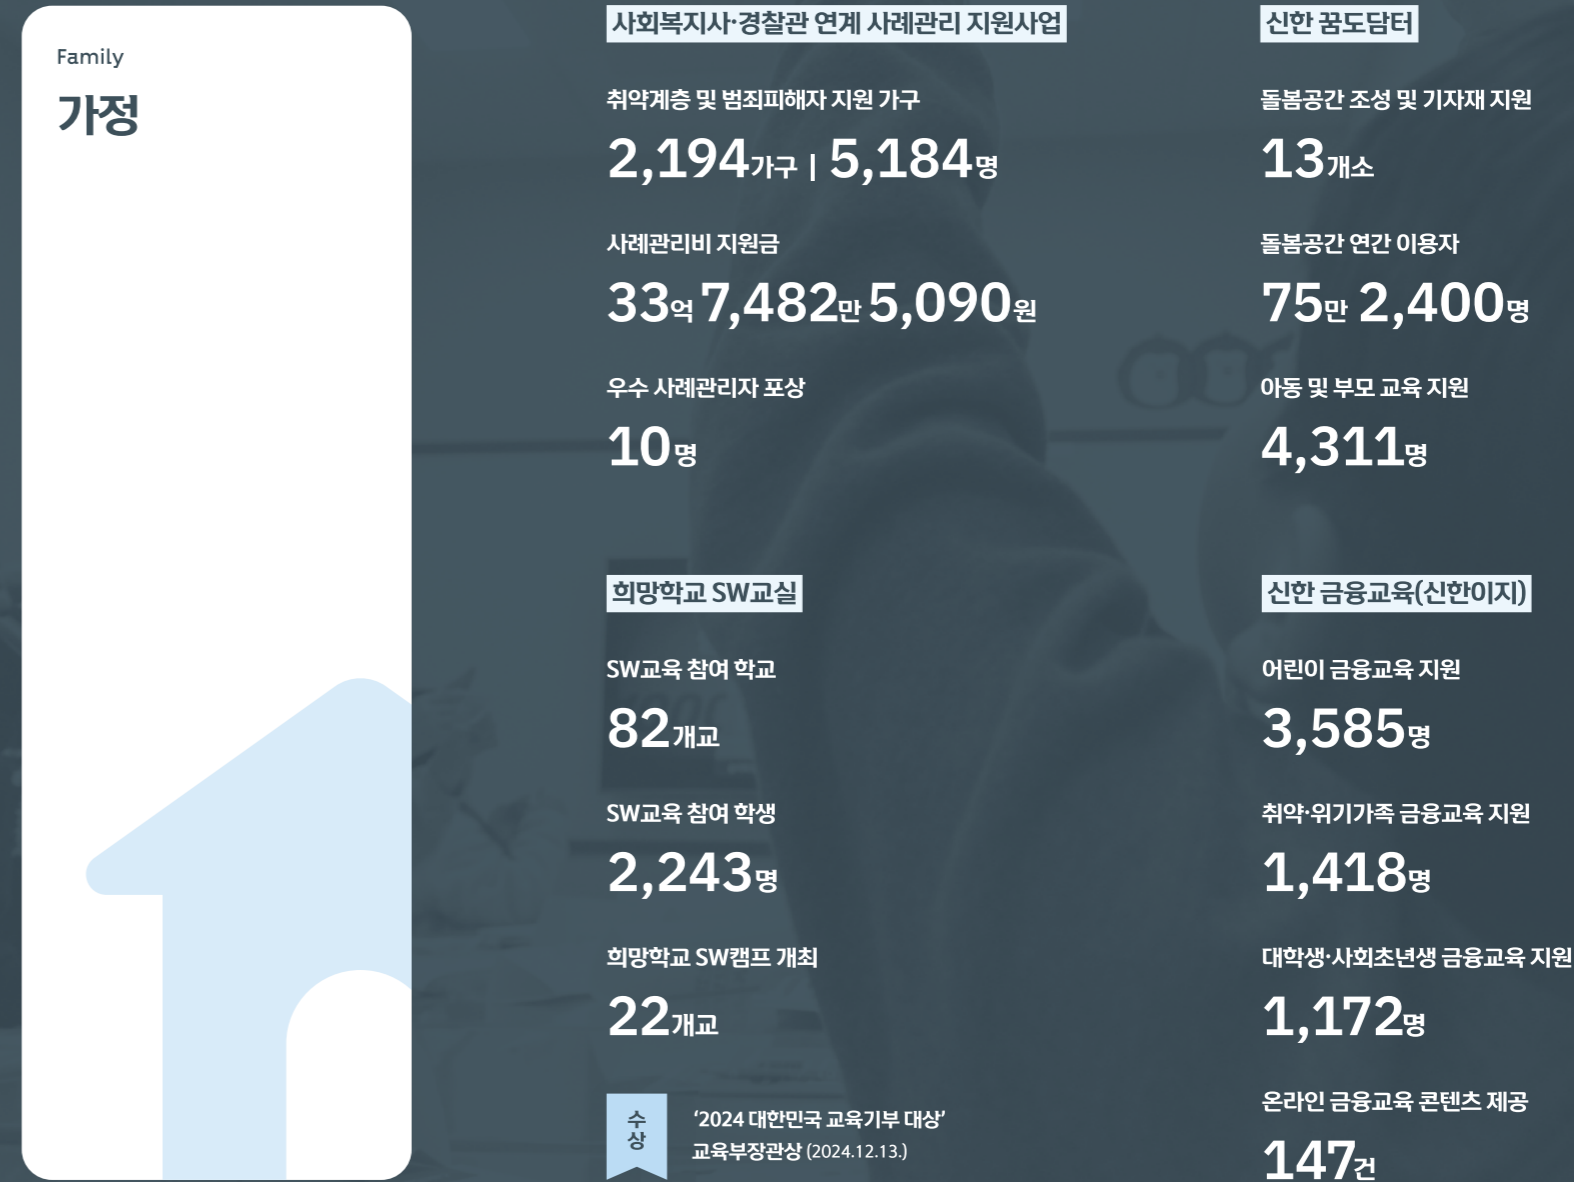 Family
가정
사회복지사·경찰관 연계 사례관리 지원사업
취약계층 및 범죄피해자 지원 가구
2,194가구 | 5,184명
사례관리비 지원금
33억 7,482만 5,090원
우수 사례관리자 포상
10명
신한 꿈도담터
돌봄공간 조성 및 기자재 지원
13개소
돌봄공간 연간 이용자
75만 2,400명
아동 및 부모 교육 지원
4,311명
희망학교 SW교실
SW교육 참여 학교
82개교
SW교육 참여 학생
2,243명
희망학교 SW캠프 개최
22개교
수상
‘2024 대한민국 교육기부 대상’
교육부장관상 (2024.12.13.)
신한 금융교육(신한이지)
어린이 금융교육 지원
3,585명
취약·위기가족 금융교육 지원
1,418명
대학생·사회초년생 금융교육 지원
1,172명
온라인 금융교육 콘텐츠 제공
147건